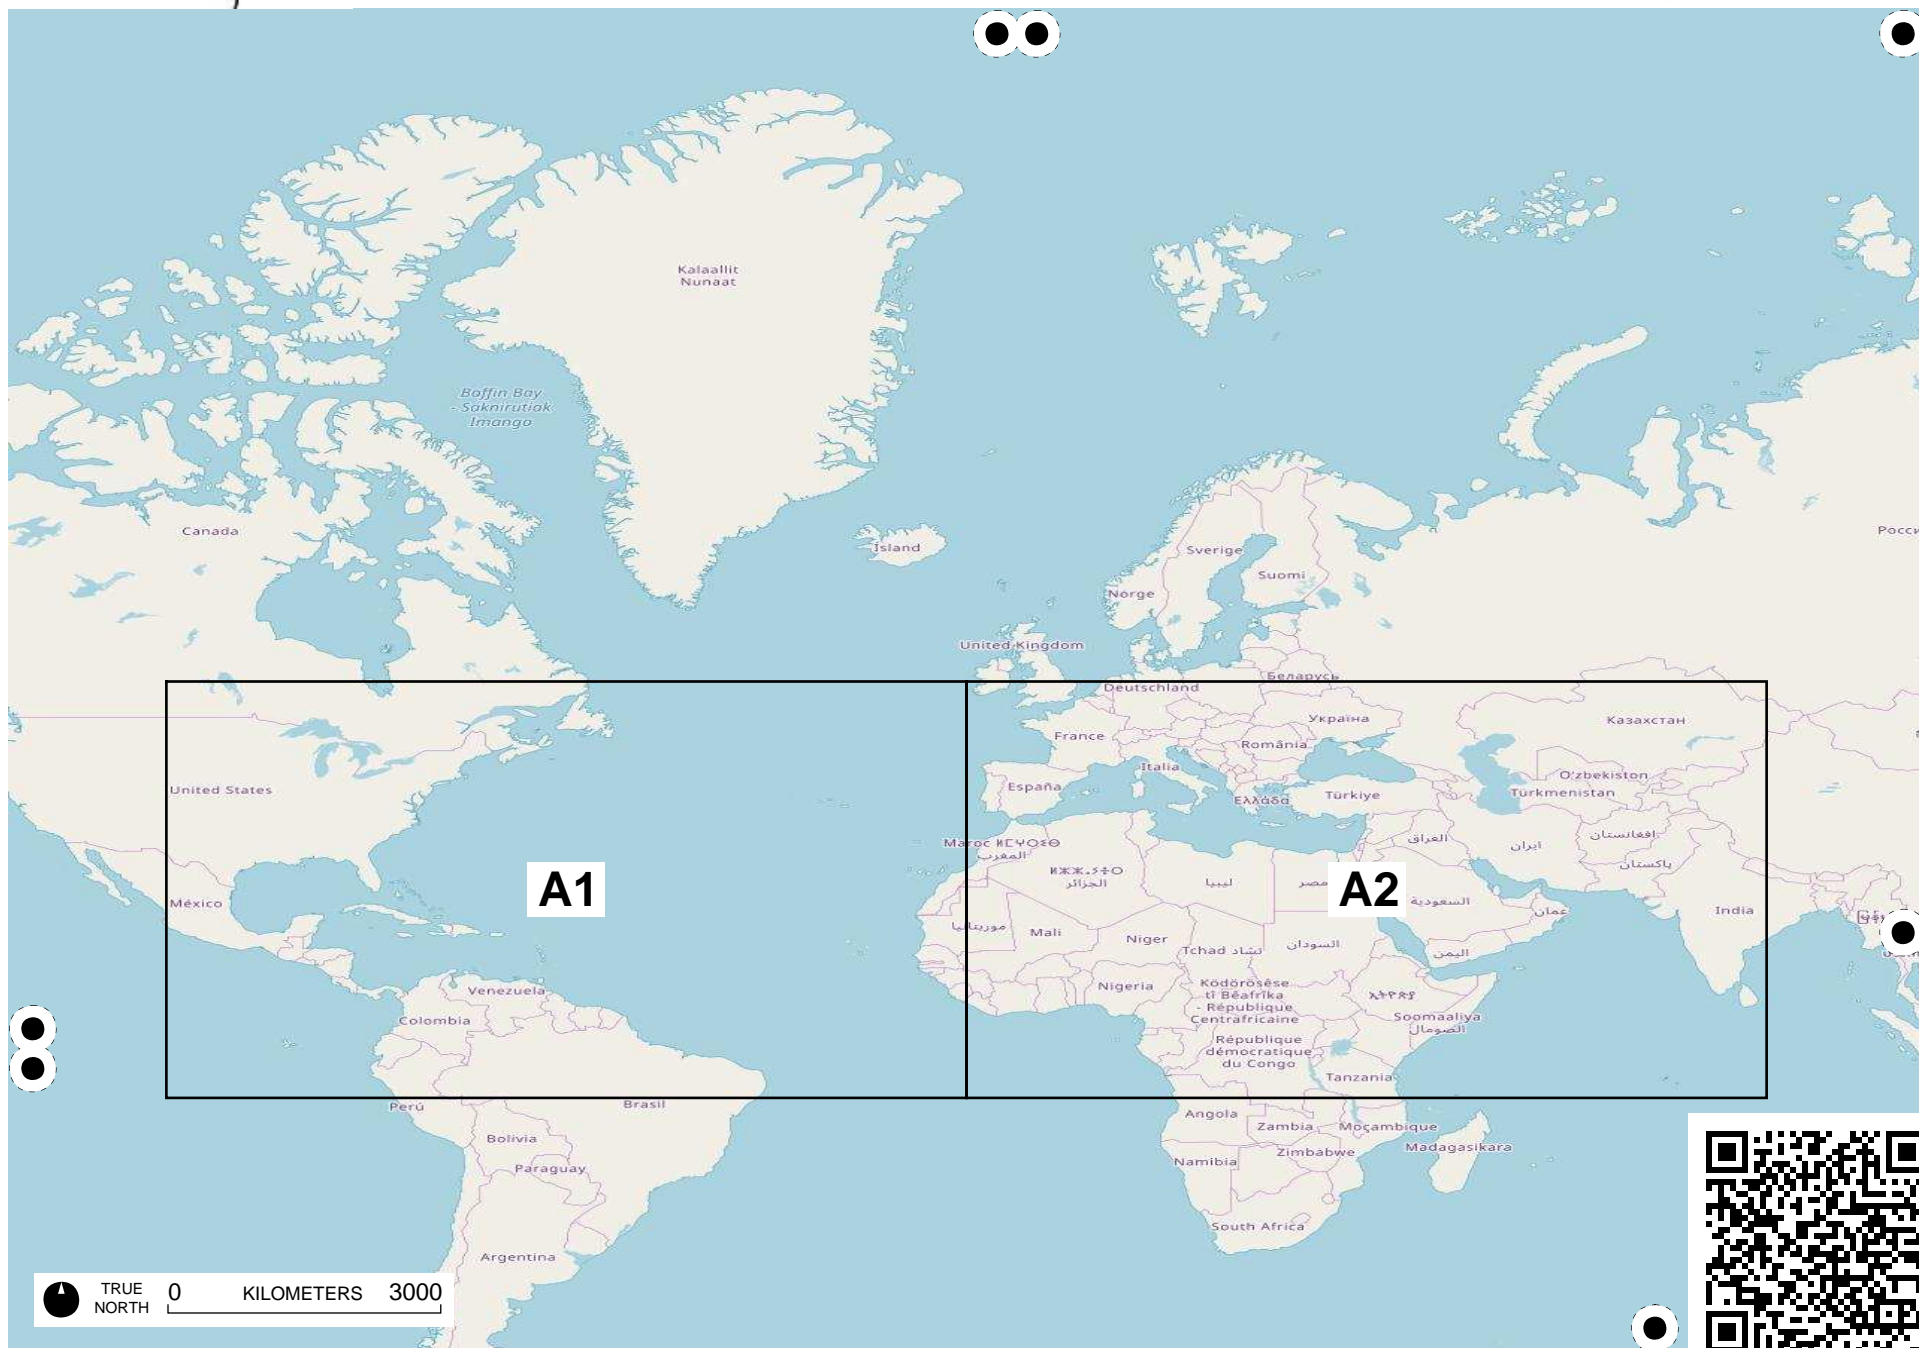 Kalaallit
Nunaat
Baffin Bay
- Saknirutiak
Imango
Canada
Ísland
Sverige
Suomi
Norge
United Kingdom
Deutschland
Беларусь
Україна
Казахстан
France
România
Italia
España
Ελλάδα
Türkiye
O'zbekiston
Türkmenistan
United States
العراق
ایران
افغانستان
پاکستان
Maroc ⵍⵎⵖⵔⵉⴱ
المغرب
الجزائر
ليبيا
مصر
السعودية
عمان
India
México
A1
A2
موريتانيا
Mali
Niger
Tchad تشاد
السودان
اليمن
Venezuela
Nigeria
Ködörösêse
tî Bêafrîka
- République
Centrafricaine
Colombia
Soomaaliya
الصومال
République
démocratique
du Congo
Tanzania
Perú
Brasil
Angola
Zambia
Moçambique
Bolivia
Zimbabwe
Madagasikara
Paraguay
Namibia
South Africa
Argentina
TRUE
NORTH
0 KILOMETERS 3000